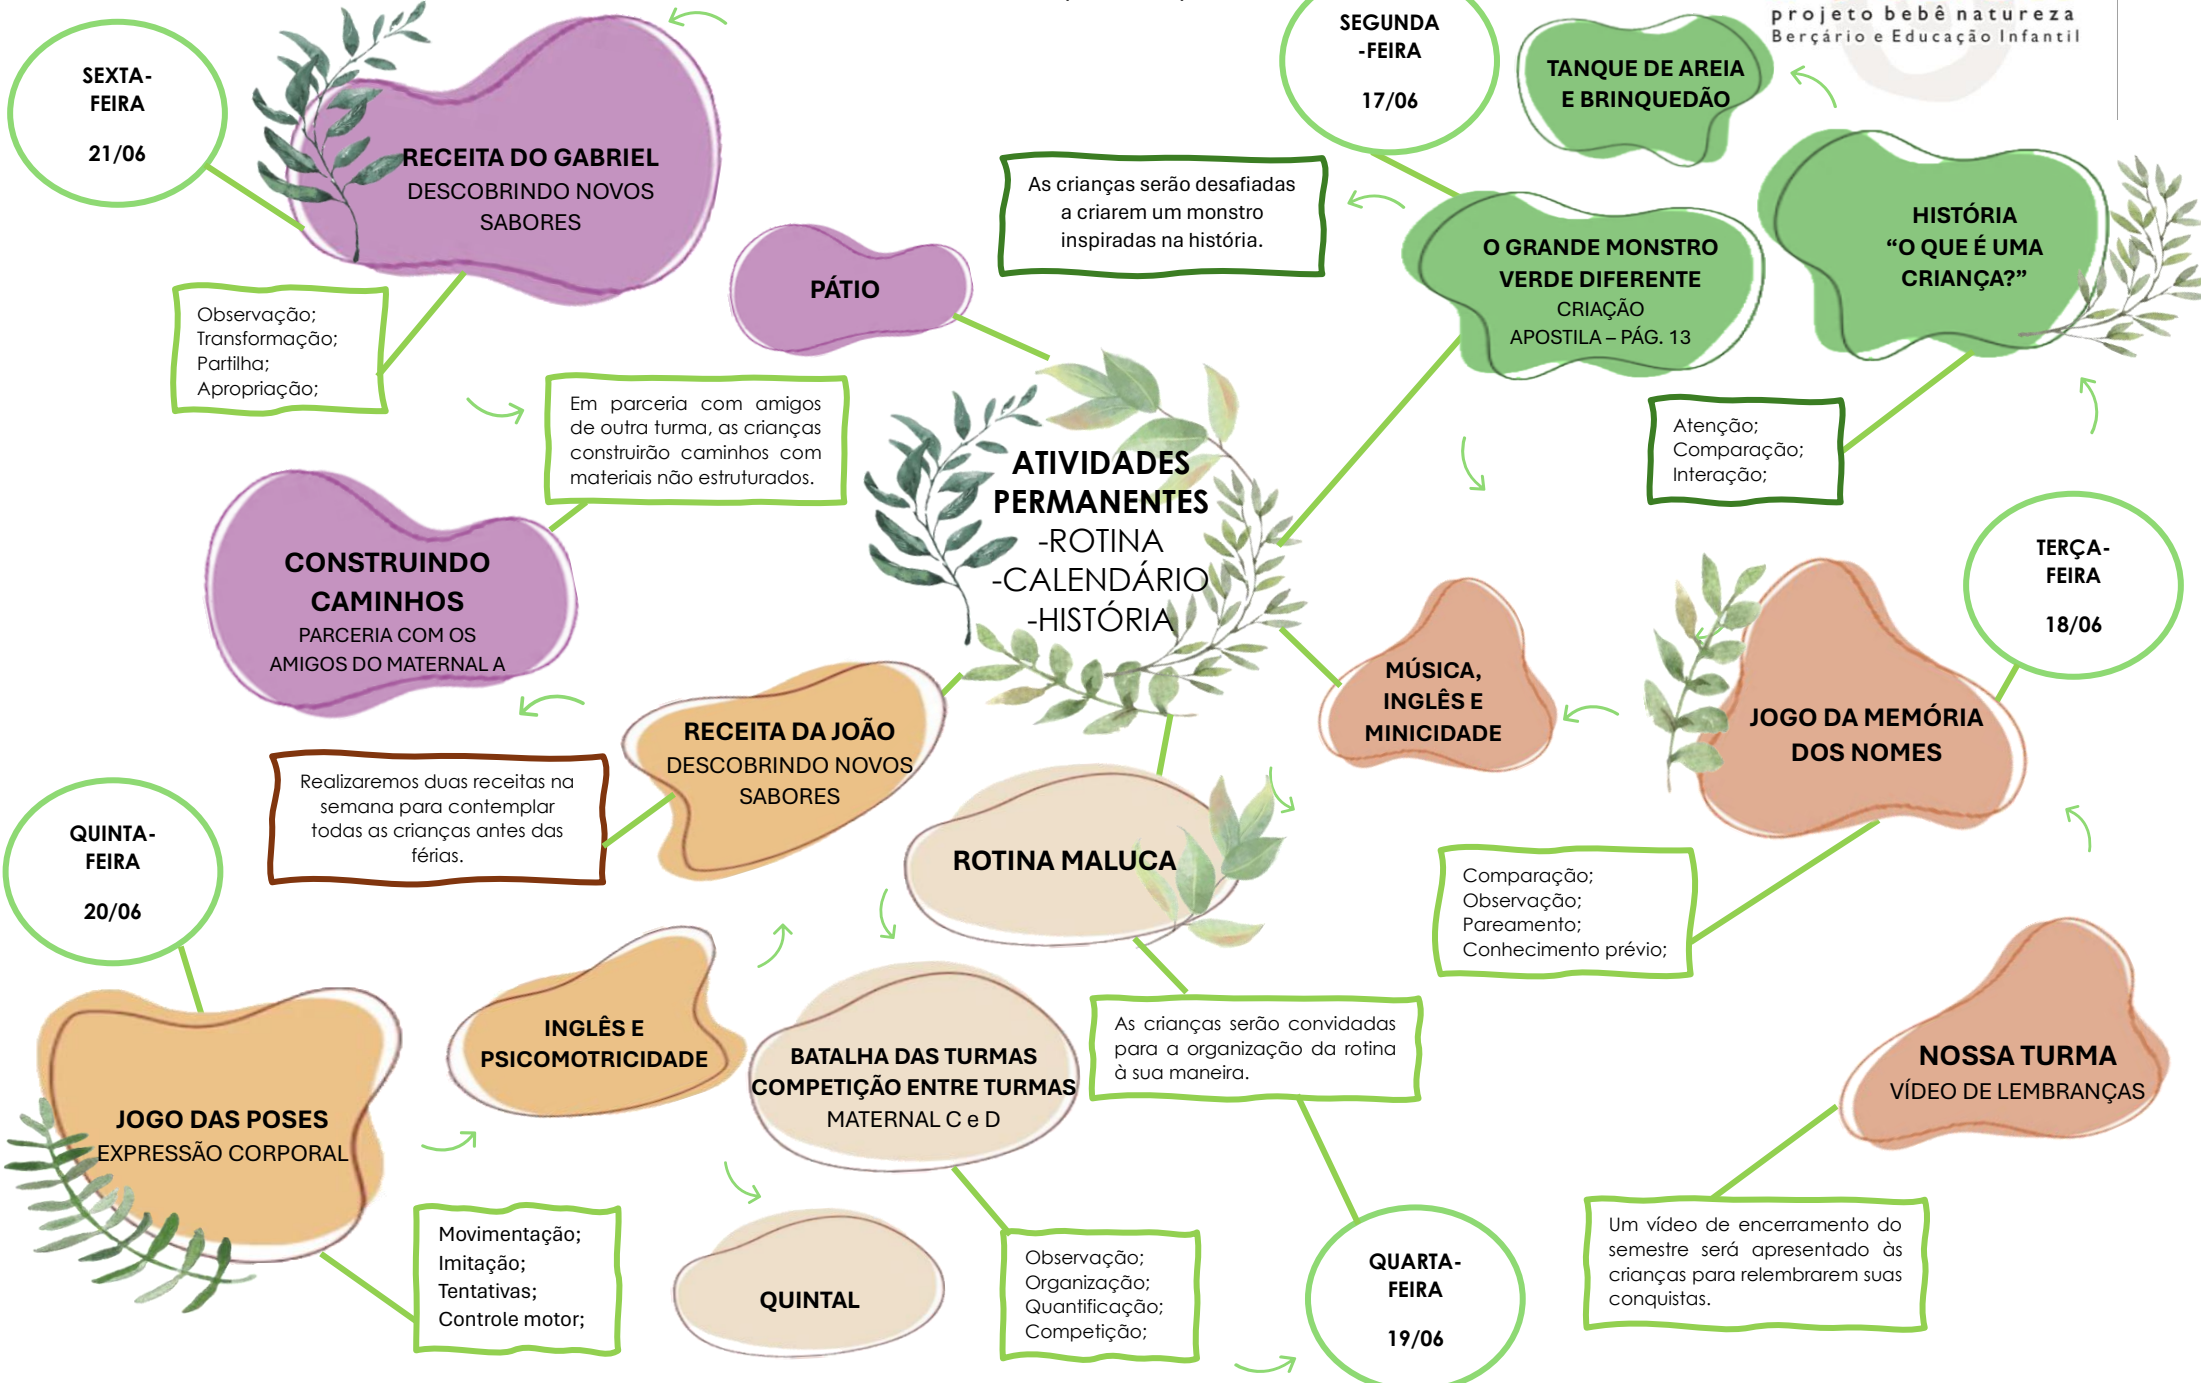 projeto bebê natureza
Berçário e Educação Infantil
SEGUNDA
-FEIRA
17/06
TANQUE DE AREIA
E BRINQUEDÃO
HISTÓRIA
“O QUE É UMA
CRIANÇA?”
Atenção;
Comparação;
Interação;
O GRANDE MONSTRO
VERDE DIFERENTE
CRIAÇÃO
APOSTILA – PÁG. 13
As crianças serão desafiadas
a criarem um monstro
inspiradas na história.
TERÇA-
FEIRA
18/06
JOGO DA MEMÓRIA
DOS NOMES
Comparação;
Observação;
Pareamento;
Conhecimento prévio;
MÚSICA,
INGLÊS E
MINICIDADE
NOSSA TURMA
VÍDEO DE LEMBRANÇAS
Um vídeo de encerramento do
semestre será apresentado às
crianças para relembrarem suas
conquistas.
QUARTA-
FEIRA
19/06
ROTINA MALUCA
As crianças serão convidadas
para a organização da rotina
à sua maneira.
BATALHA DAS TURMAS
COMPETIÇÃO ENTRE TURMAS
MATERNAL C e D
Observação;
Organização;
Quantificação;
Competição;
QUINTAL
QUINTA-
FEIRA
20/06
JOGO DAS POSES
EXPRESSÃO CORPORAL
Movimentação;
Imitação;
Tentativas;
Controle motor;
INGLÊS E
PSICOMOTRICIDADE
RECEITA DA JOÃO
DESCOBRINDO NOVOS
SABORES
Realizaremos duas receitas na
semana para contemplar
todas as crianças antes das
férias.
SEXTA-
FEIRA
21/06
RECEITA DO GABRIEL
DESCOBRINDO NOVOS
SABORES
Observação;
Transformação;
Partilha;
Apropriação;
CONSTRUINDO
CAMINHOS
PARCERIA COM OS
AMIGOS DO MATERNAL A
Em parceria com amigos
de outra turma, as crianças
construirão caminhos com
materiais não estruturados.
PÁTIO
ATIVIDADES
PERMANENTES
-ROTINA
-CALENDÁRIO
-HISTÓRIA